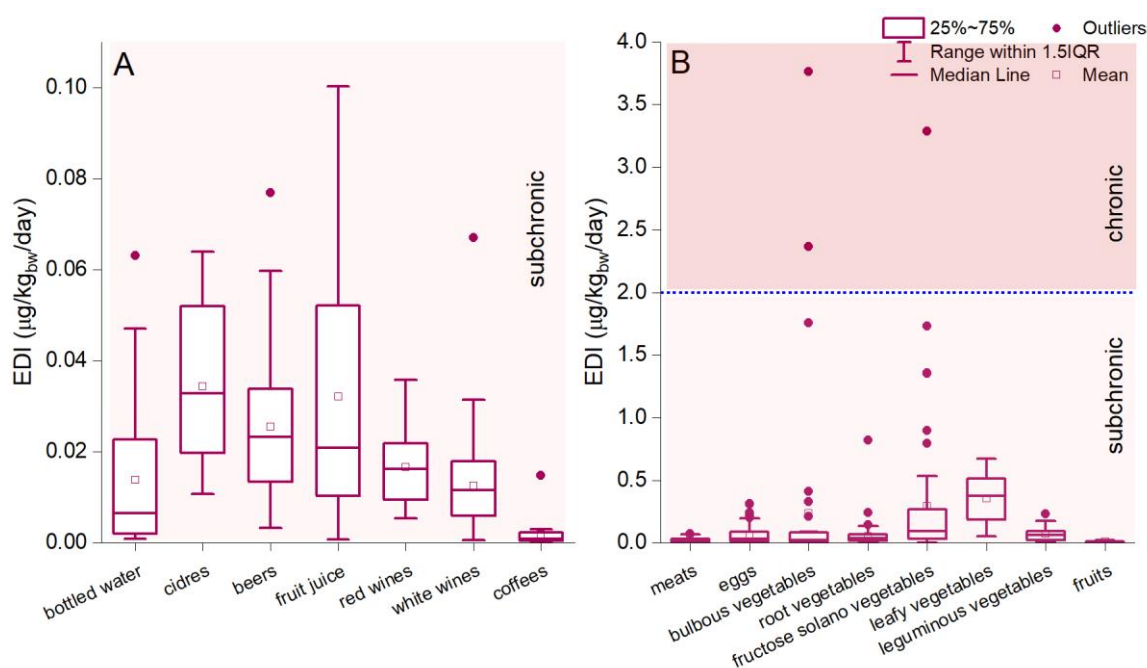 A
EDI (μg/kgbw/day)
0.10
0.08
0.06
0.04
0.02
0.00
subchronic
bottled water
cidres
beers
fruit juice
red wines
white wines
coffees
B
25%~75%
Outliers
Range within 1.5IQR
Median Line
Mean
EDI (μg/kgbw/day)
4.0
3.5
3.0
2.5
2.0
1.5
1.0
0.5
0.0
chronic
subchronic
meats
eggs
bulbous vegetables
root vegetables
fructose solano vegetables
leafy vegetables
leguminous vegetables
fruits